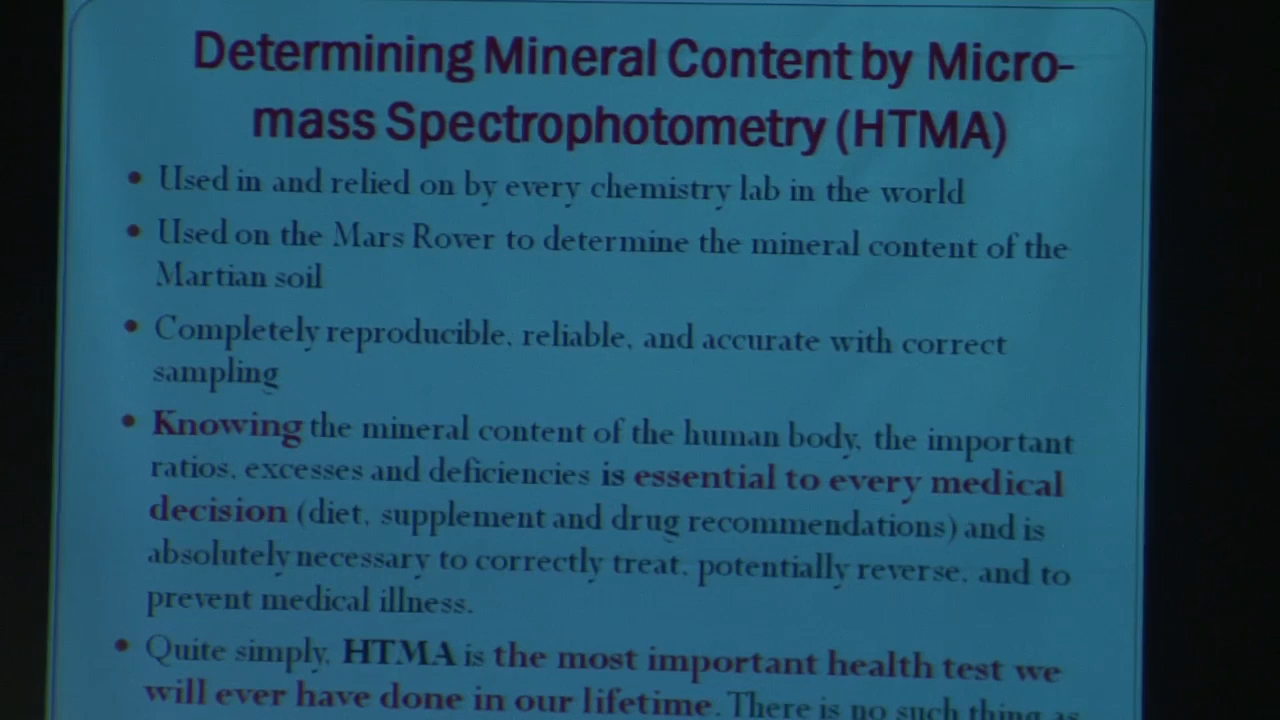 Determining Mineral Content by Micro-
mass Spectrophotometry (HTMA)
• Used in and relied on by every chemistry lab in the world
• Used on the Mars Rover to determine the mineral content of the
Martian soil
• Completely reproducible, reliable, and accurate with correct
sampling
• Knowing the mineral content of the human body, the important
ratios, excesses and deficiencies is essential to every medical
decision (diet, supplement and drug recommendations) and is
absolutely necessary to correctly treat, potentially reverse, and to
prevent medical illness.
• Quite simply, HTMA is the most important health test we
will ever have done in our lifetime. There is no such thing as